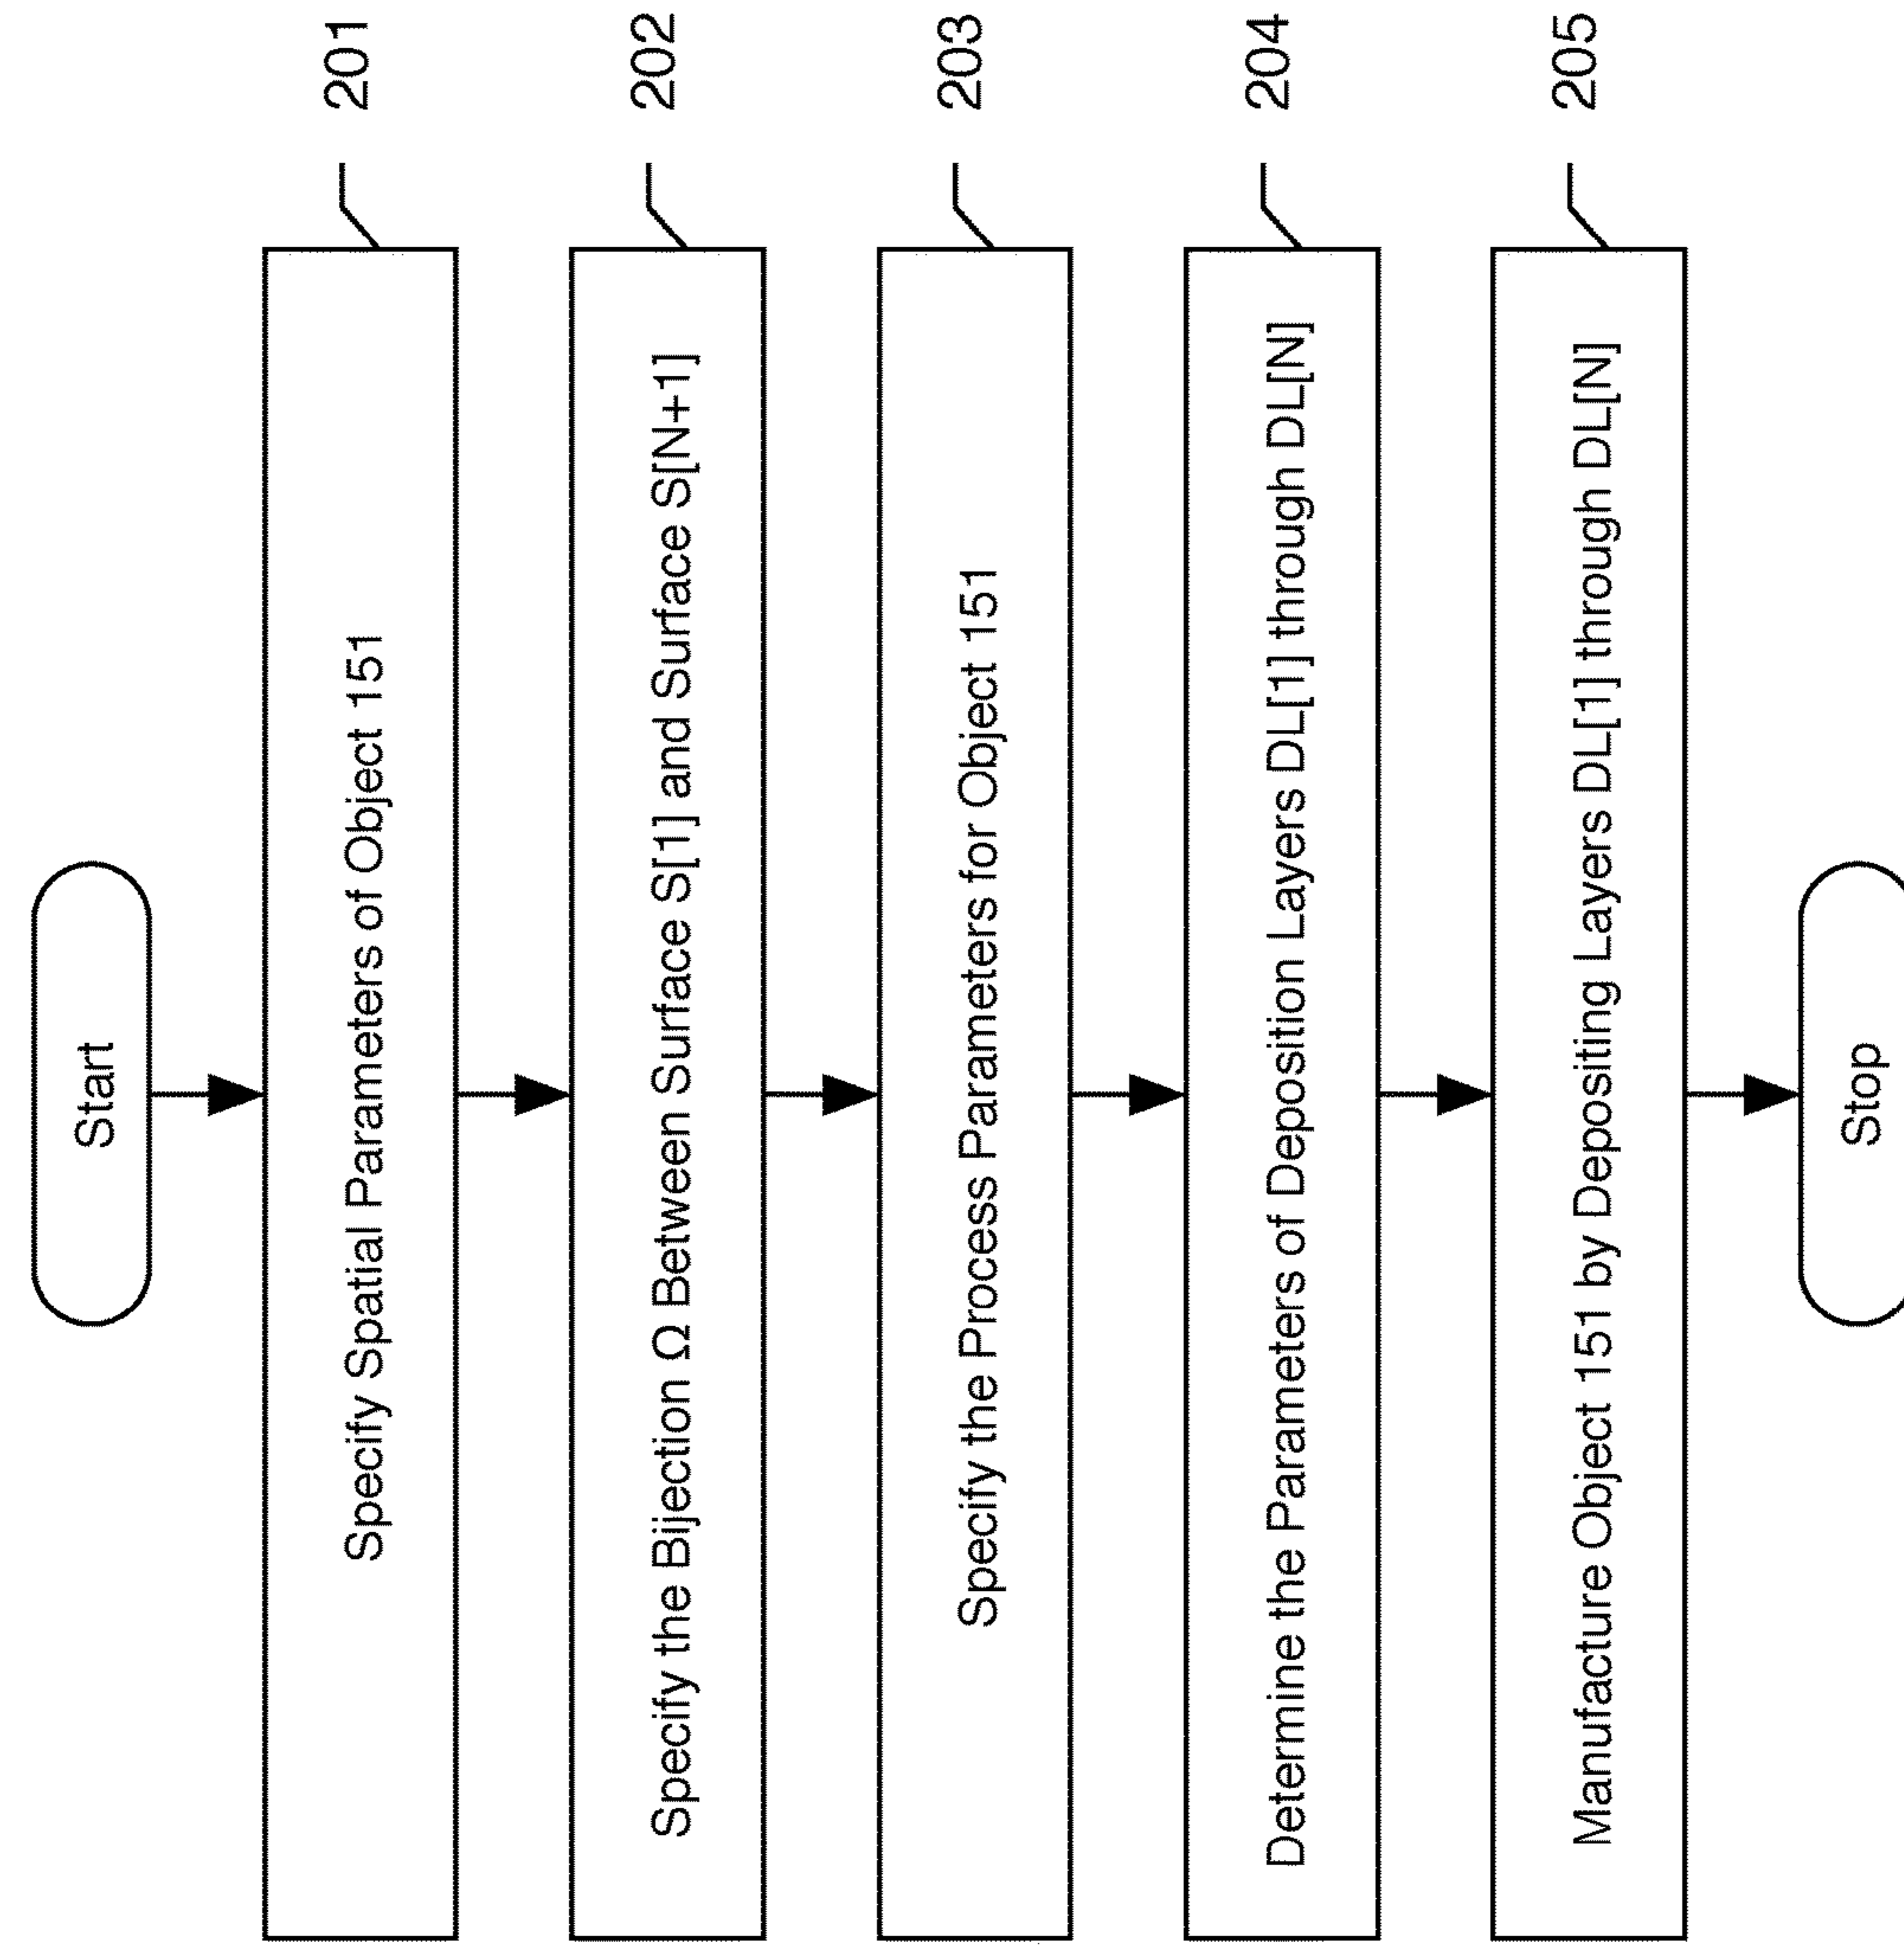 Start
Specify Spatial Parameters of Object 151
201
Specify the Bijection Ω Between Surface S[1] and Surface S[N+1]
202
Specify the Process Parameters for Object 151
203
Determine the Parameters of Deposition Layers DL[1] through DL[N]
204
Manufacture Object 151 by Depositing Layers DL[1] through DL[N]
205
Stop